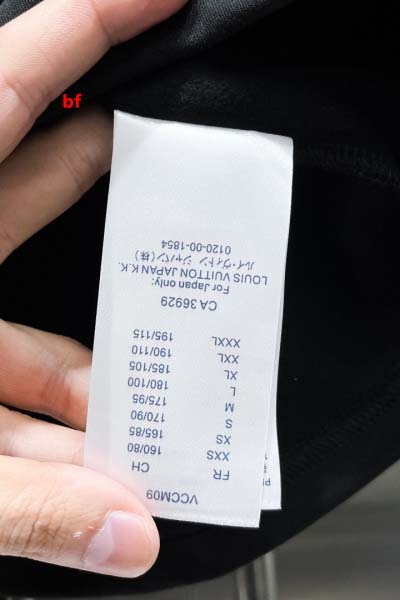 bf
VCCM09
FR CH
XXS 160/80
XS 165/85
S 170/90
M 175/95
L 180/100
XL 185/105
XXL 190/110
XXXL 195/115
CA 36929
For Japan only:
LOUIS VUITTON JAPAN K.K.
ルイ・ヴィトン ジャパン(株)
0120-00-1854